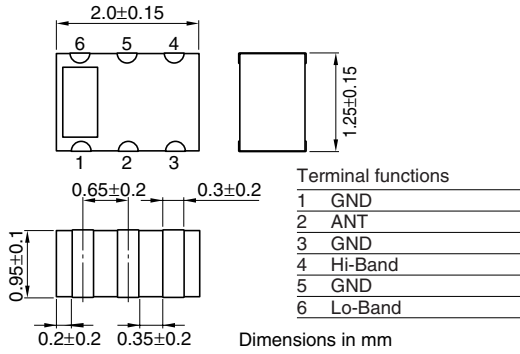 2.0±0.15
6 5 4
1 2 3
1.25±0.15
0.65±0.2 0.3±0.2
0.95±0.1
0.2±0.2 0.35±0.2
Terminal functions
1 GND
2 ANT
3 GND
4 Hi-Band
5 GND
6 Lo-Band
Dimensions in mm